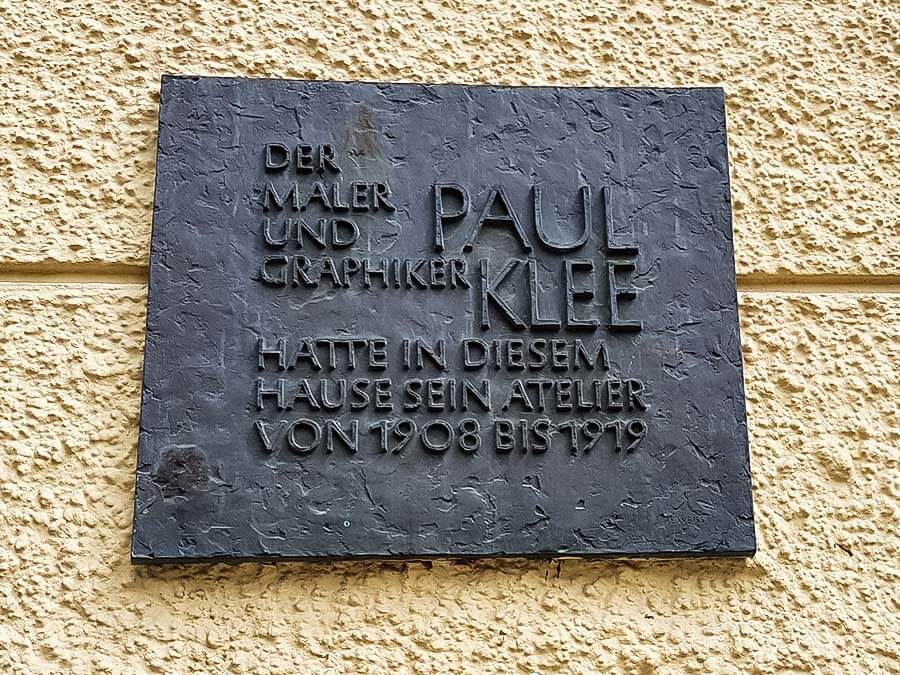 DER
MALER
UND
GRAPHIKER
PAUL
KLEE
HATTE IN DIESEM
HAUSE SEIN ATELIER
VON 1908 BIS 1919